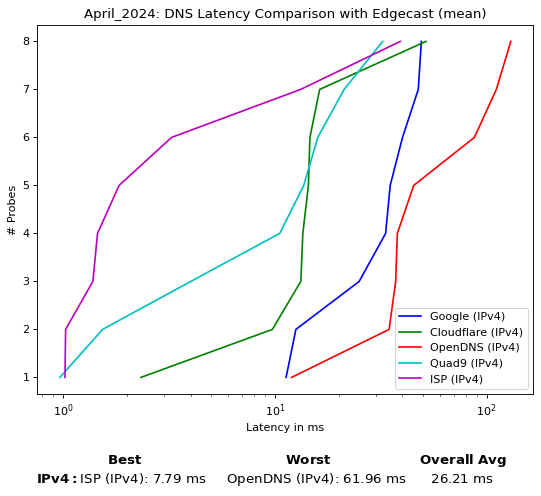 April_2024: DNS Latency Comparison with Edgecast (mean)
8
7
6
5
4
3
2
1
# Probes
Google (IPv4)
Cloudflare (IPv4)
OpenDNS (IPv4)
Quad9 (IPv4)
ISP (IPv4)
10⁰ 10¹ 10²
Latency in ms
Best Worst Overall Avg
IPv4: ISP (IPv4): 7.79 ms OpenDNS (IPv4): 61.96 ms 26.21 ms